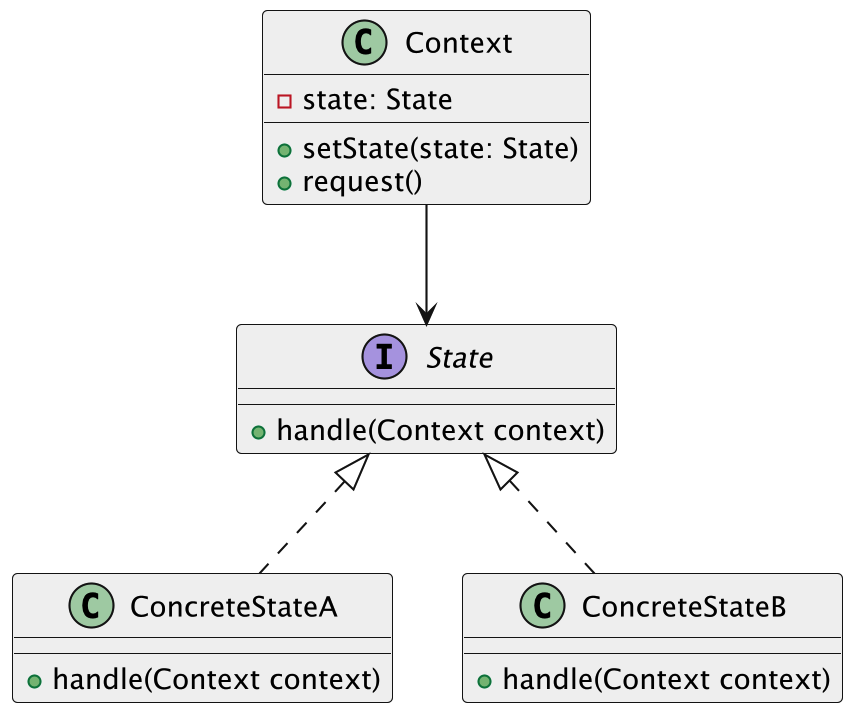 C Context
state: State
setState(state: State)
request()
I State
handle(Context context)
C ConcreteStateA
handle(Context context)
C ConcreteStateB
handle(Context context)